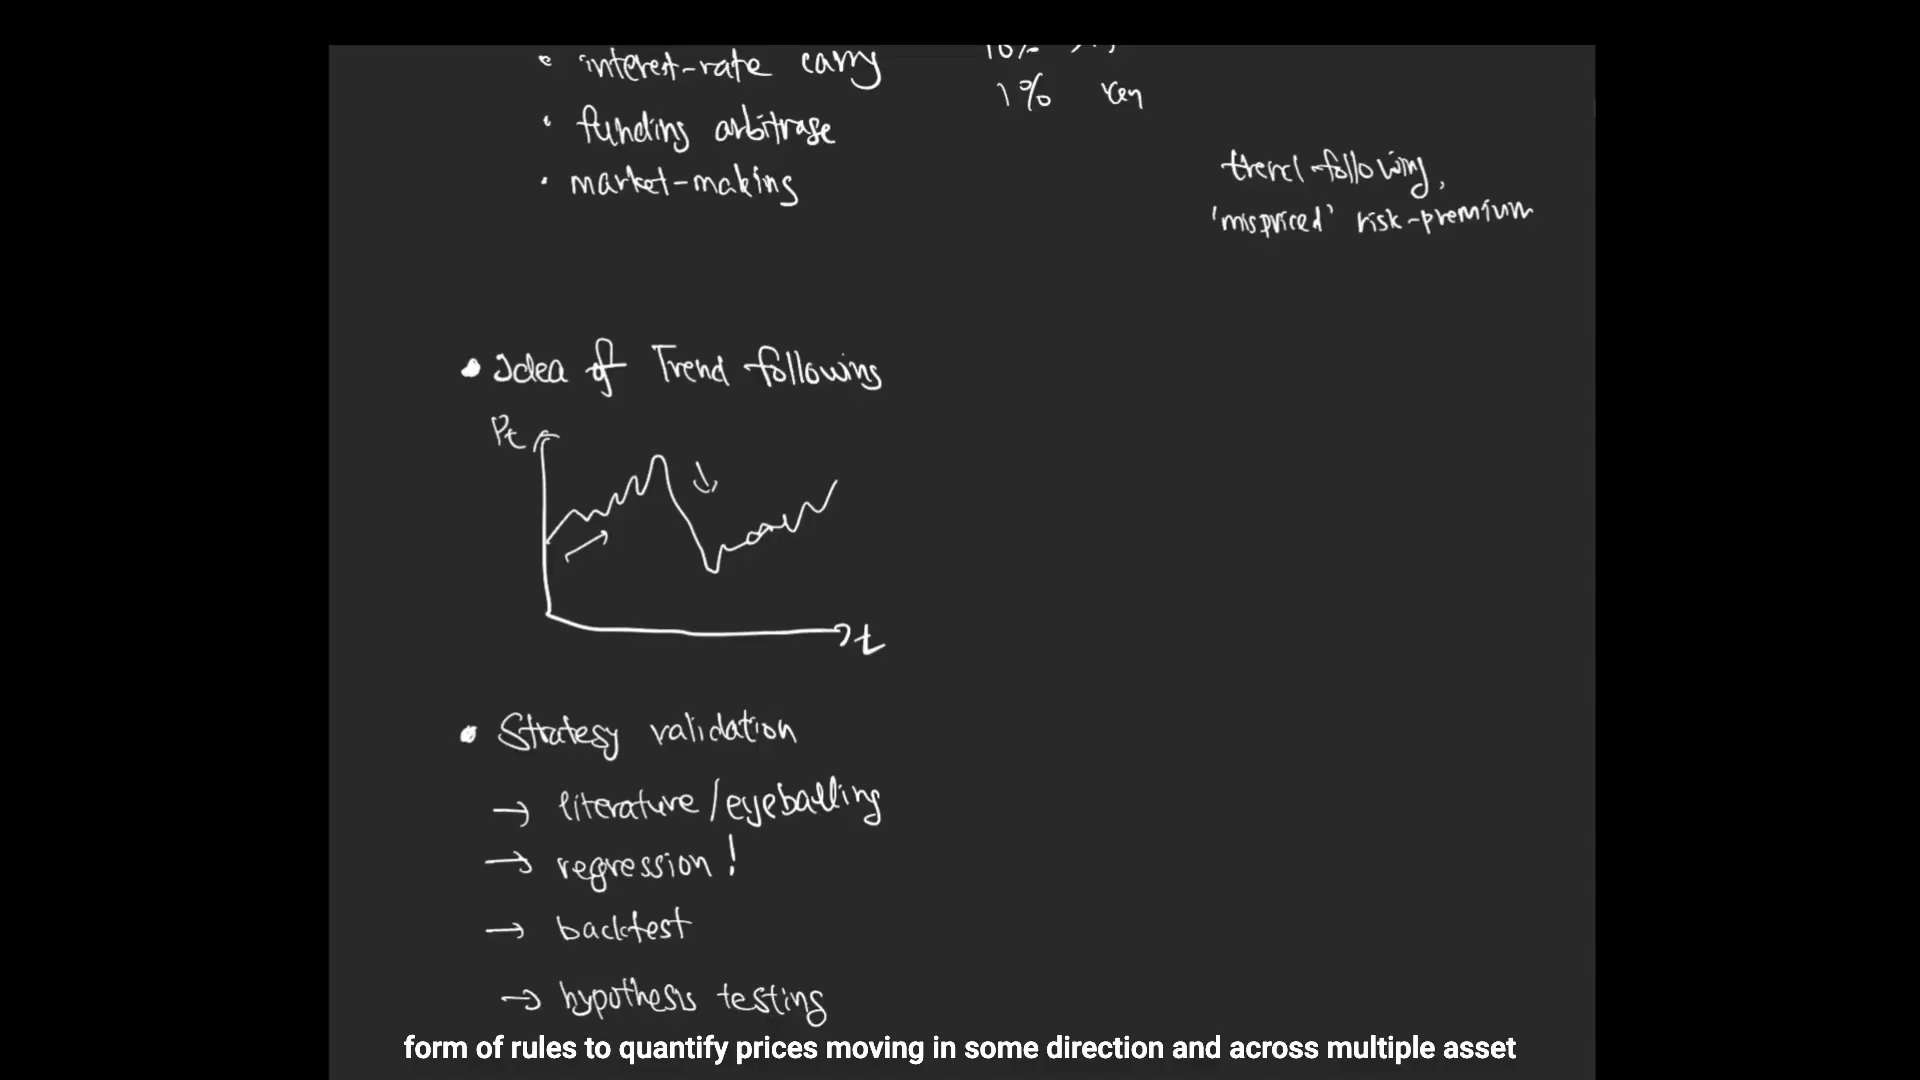 • interest-rate carry
10%
1% Yen
• funding arbitrage
• market-making
trend-following,
'mispriced' risk-premium
• Idea of Trend following
Pt
t
• Strategy validation
→ literature/eyeballing
→ regression!
→ backtest
→ hypothesis testing
form of rules to quantify prices moving in some direction and across multiple asset